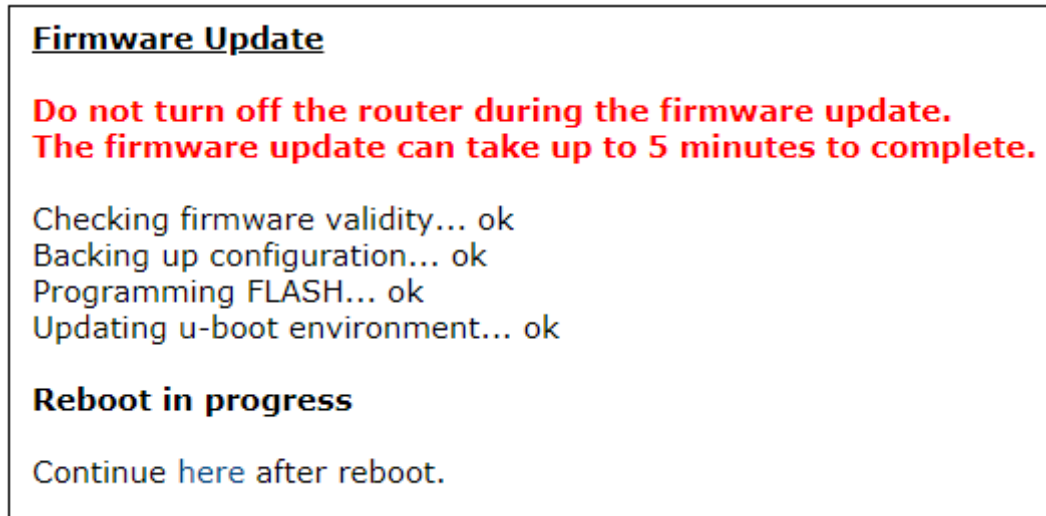 Firmware Update
Do not turn off the router during the firmware update.
The firmware update can take up to 5 minutes to complete.
Checking firmware validity... ok
Backing up configuration... ok
Programming FLASH... ok
Updating u-boot environment... ok
Reboot in progress
Continue here after reboot.